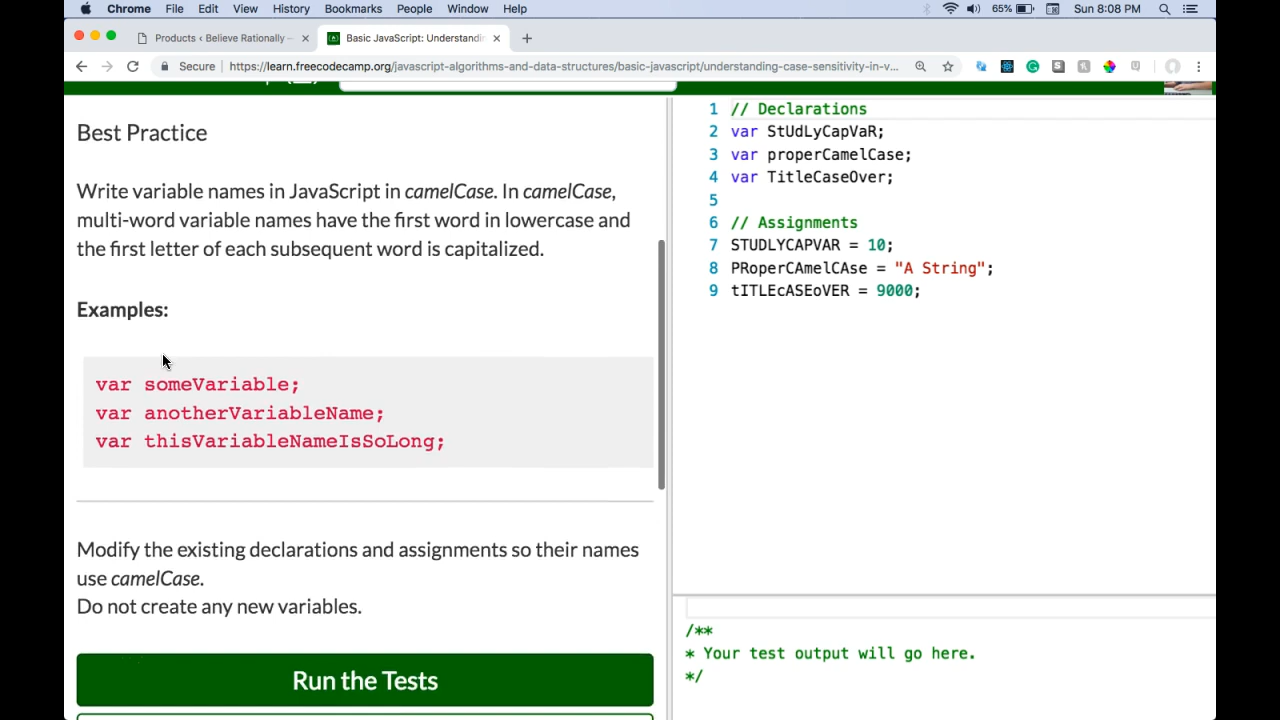 Chrome File Edit View History Bookmarks People Window Help 65% Sun 8:08 PM
Products ‹ Believe Rationally —
Basic JavaScript: Understandin
Secure https://learn.freecodecamp.org/javascript-algorithms-and-data-structures/basic-javascript/understanding-case-sensitivity-in-v...
Best Practice
Write variable names in JavaScript in camelCase. In camelCase,
multi-word variable names have the first word in lowercase and
the first letter of each subsequent word is capitalized.
Examples:
var someVariable;
var anotherVariableName;
var thisVariableNameIsSoLong;
Modify the existing declarations and assignments so their names
use camelCase.
Do not create any new variables.
Run the Tests
1 // Declarations
2 var StUdLyCapVaR;
3 var properCamelCase;
4 var TitleCaseOver;
5
6 // Assignments
7 STUDLYCAPVAR = 10;
8 PRoperCAmelCAse = "A String";
9 tITLEcASEoVER = 9000;
/**
* Your test output will go here.
*/